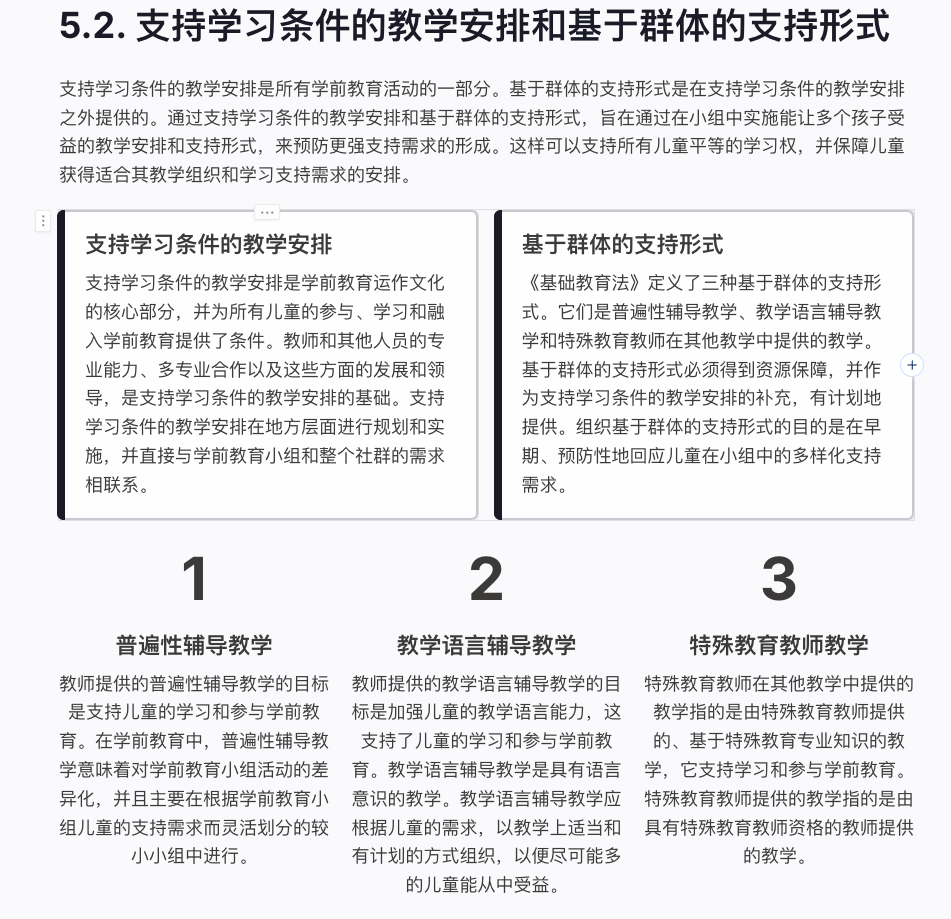 5.2. 支持学习条件的教学安排和基于群体的支持形式
支持学习条件的教学安排是所有学前教育活动的一部分。基于群体的支持形式是在支持学习条件的教学安排
之外提供的。通过支持学习条件的教学安排和基于群体的支持形式，旨在通过在小组中实施能让多个孩子受
益的教学安排和支持形式，来预防更强支持需求的形成。这样可以支持所有儿童平等的学习权，并保障儿童
获得适合其教学组织和学习支持需求的安排。
支持学习条件的教学安排
支持学习条件的教学安排是学前教育运作文化
的核心部分，并为所有儿童的参与、学习和融
入学前教育提供了条件。教师和其他人员的专
业能力、多专业合作以及这些方面的发展和领
导，是支持学习条件的教学安排的基础。支持
学习条件的教学安排在地方层面进行规划和实
施，并直接与学前教育小组和整个社群的需求
相联系。
基于群体的支持形式
《基础教育法》定义了三种基于群体的支持形
式。它们是普遍性辅导教学、教学语言辅导教
学和特殊教育教师在其他教学中提供的教学。
基于群体的支持形式必须得到资源保障，并作
为支持学习条件的教学安排的补充，有计划地
提供。组织基于群体的支持形式的目的是在早
期、预防性地回应儿童在小组中的多样化支持
需求。
1
普遍性辅导教学
教师提供的普遍性辅导教学的目标
是支持儿童的学习和参与学前教
育。在学前教育中，普遍性辅导教
学意味着对学前教育小组活动的差
异化，并且主要在根据学前教育小
组儿童的支持需求而灵活划分的较
小小组中进行。
2
教学语言辅导教学
教师提供的教学语言辅导教学的目
标是加强儿童的教学语言能力，这
支持了儿童的学习和参与学前教
育。教学语言辅导教学是具有语言
意识的教学。教学语言辅导教学应
根据儿童的需求，以教学上适当和
有计划的方式组织，以便尽可能多
的儿童能从中受益。
3
特殊教育教师教学
特殊教育教师在其他教学中提供的
教学指的是由特殊教育教师提供
的、基于特殊教育专业知识的教
学，它支持学习和参与学前教育。
特殊教育教师提供的教学指的是由
具有特殊教育教师资格的教师提供
的教学。